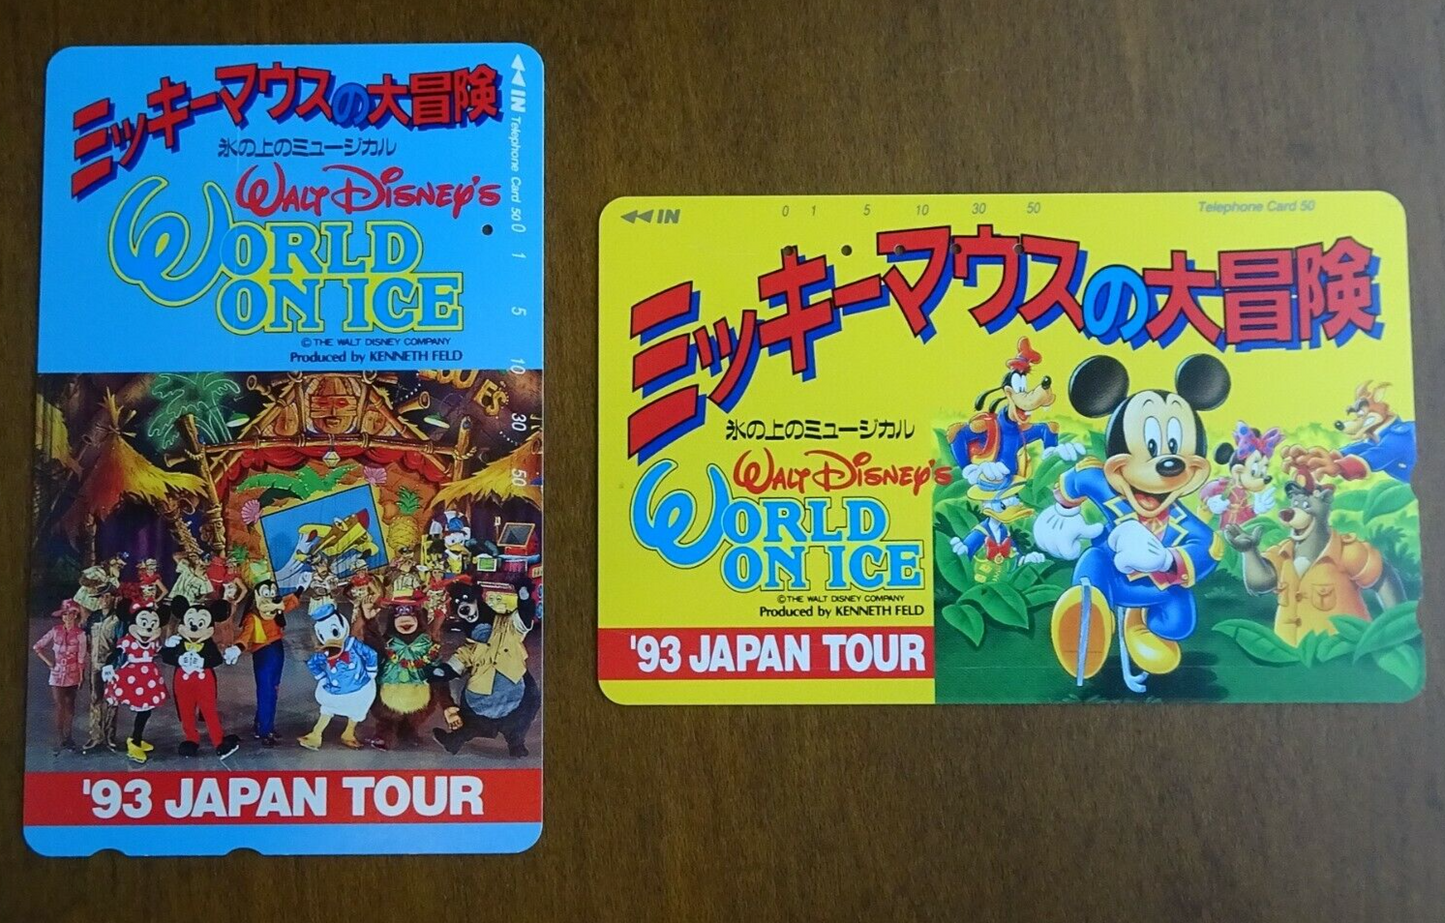 ミッキーマウスの大冒険
氷の上のミュージカル
WALT DISNEY'S
WORLD
ON ICE
© THE WALT DISNEY COMPANY
Produced by KENNETH FELD
'93 JAPAN TOUR
IN Telephone Card 50 0 1 5 10 30 50
IN 0 1 5 10 30 50 Telephone Card 50
ミッキーマウスの大冒険
氷の上のミュージカル
WALT DISNEY'S
WORLD
ON ICE
© THE WALT DISNEY COMPANY
Produced by KENNETH FELD
'93 JAPAN TOUR